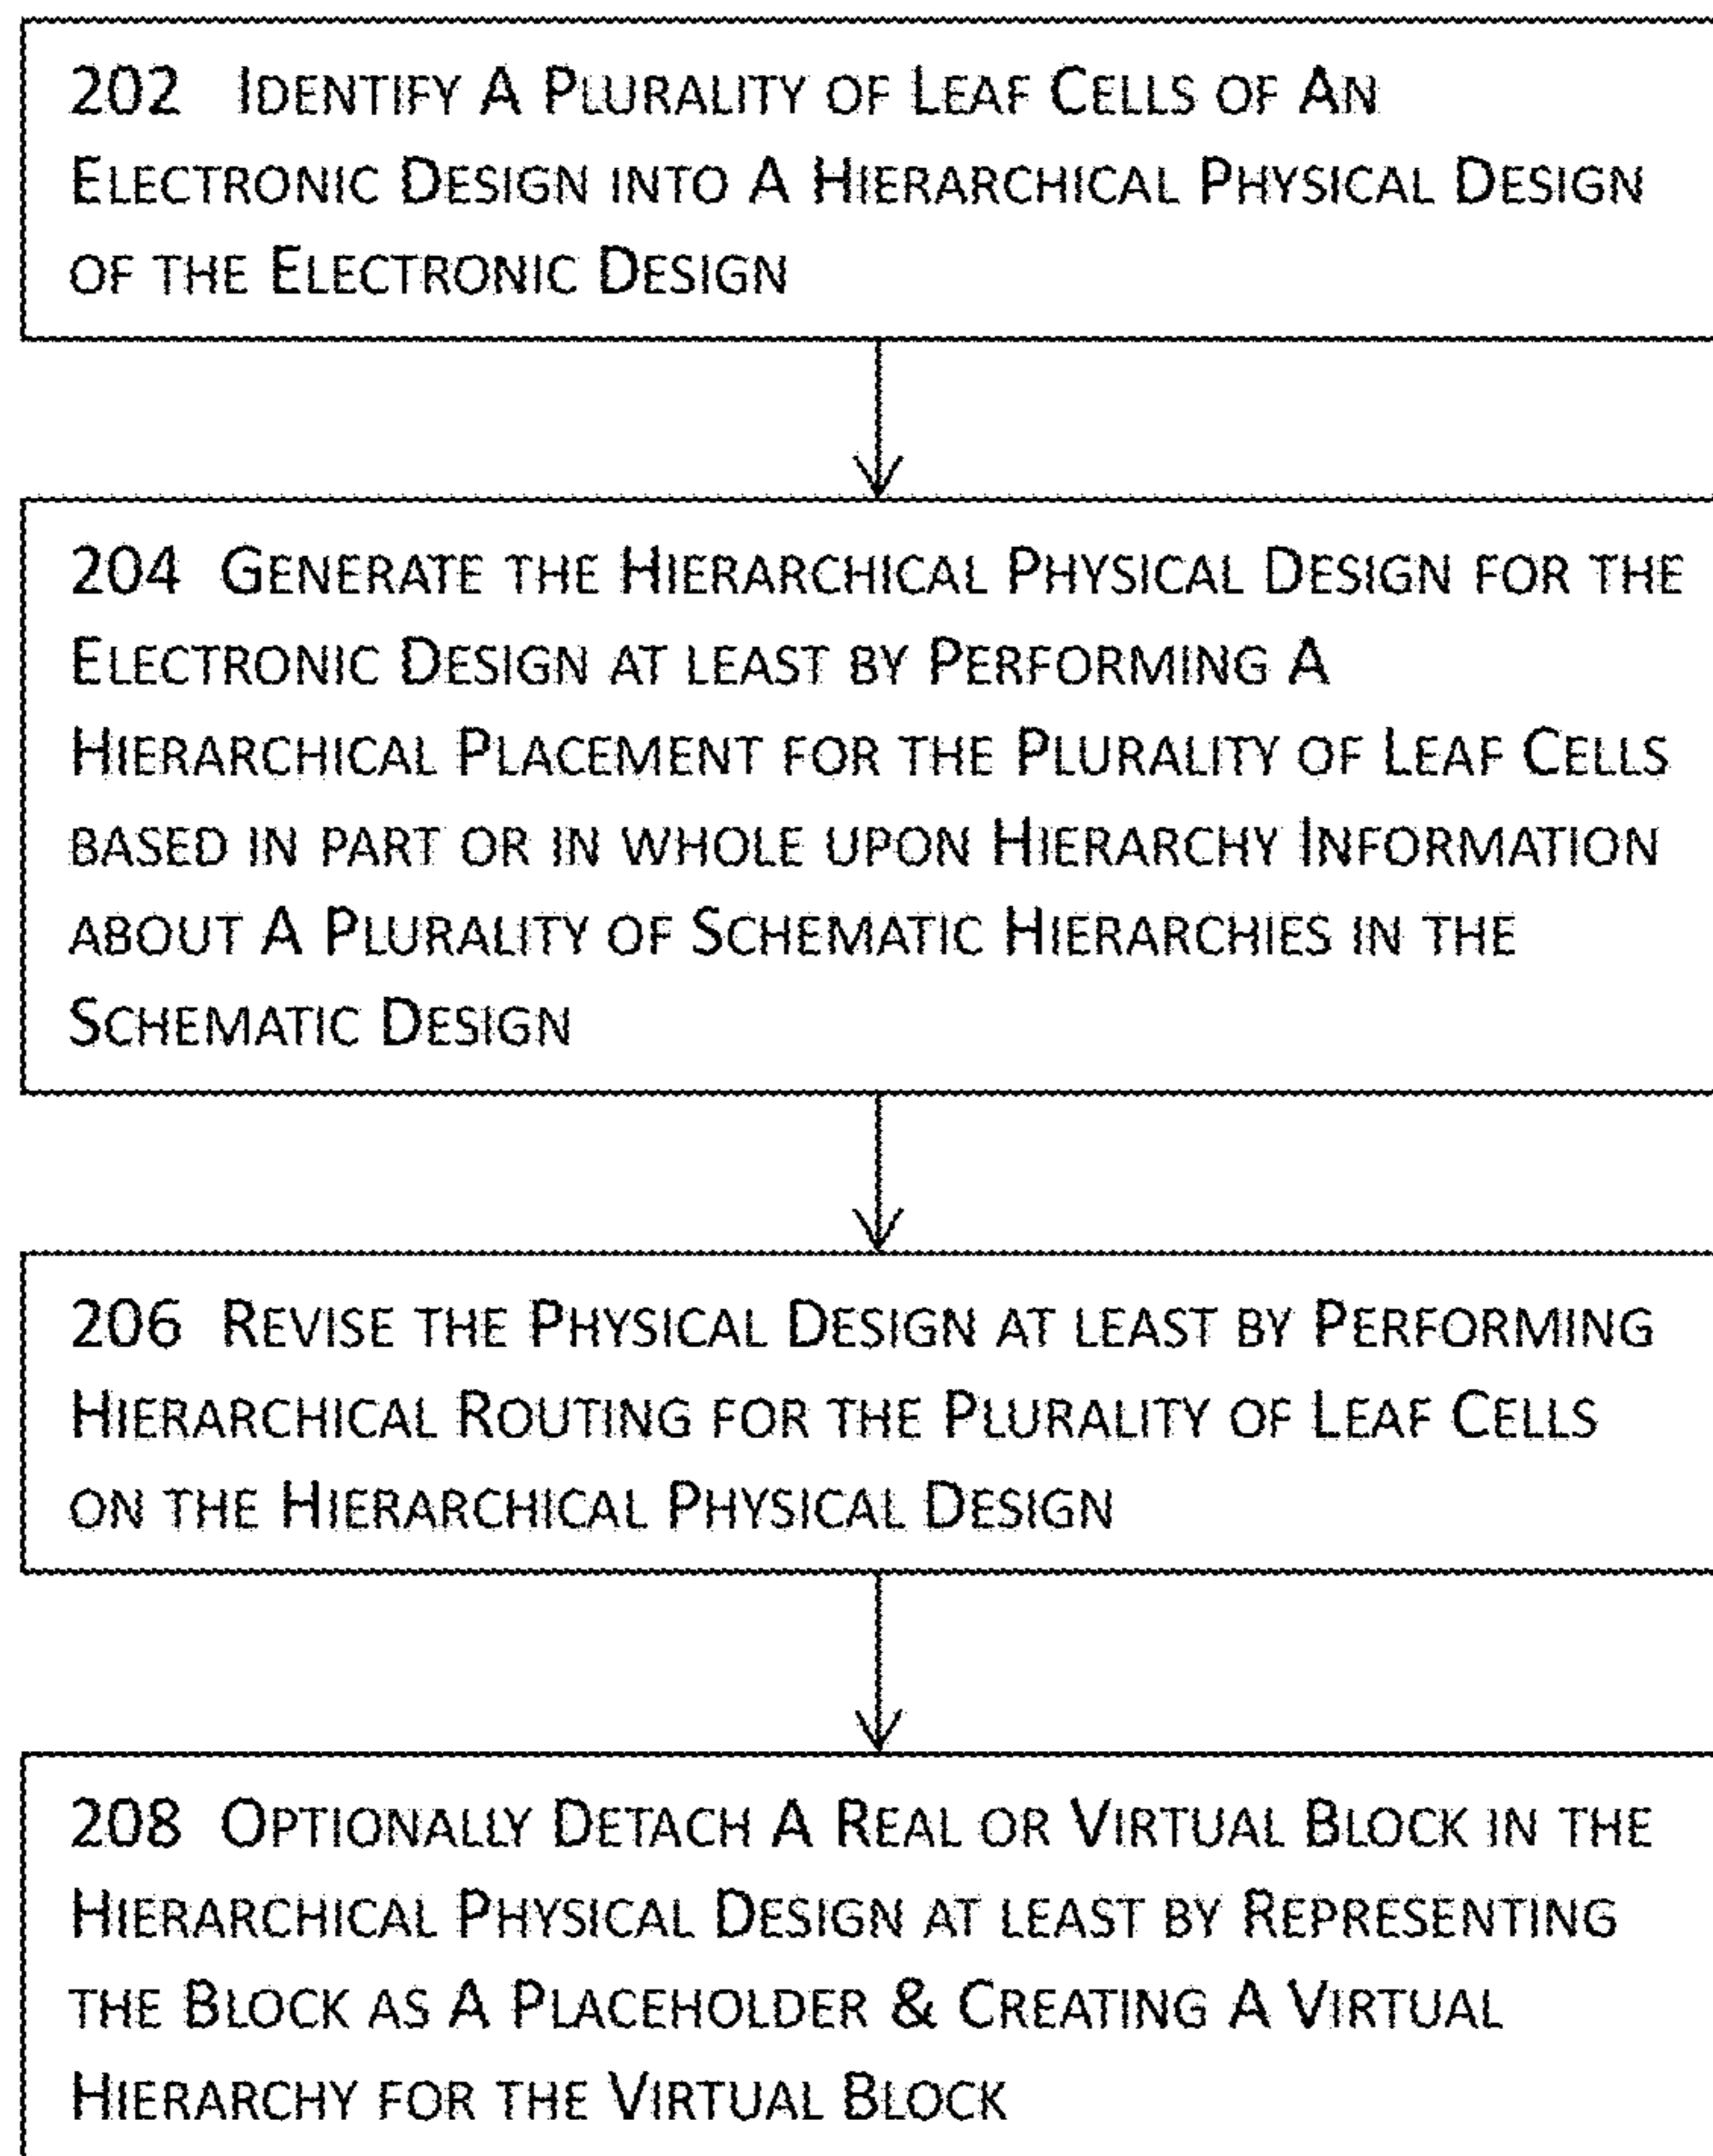 202 Identify A Plurality of Leaf Cells of An
Electronic Design into A Hierarchical Physical Design
of the Electronic Design
204 Generate the Hierarchical Physical Design for the
Electronic Design at least by Performing A
Hierarchical Placement for the Plurality of Leaf Cells
based in part or in whole upon Hierarchy Information
about A Plurality of Schematic Hierarchies in the
Schematic Design
206 Revise the Physical Design at least by Performing
Hierarchical Routing for the Plurality of Leaf Cells
on the Hierarchical Physical Design
208 Optionally Detach A Real or Virtual Block in the
Hierarchical Physical Design at least by Representing
the Block as A Placeholder & Creating A Virtual
Hierarchy for the Virtual Block